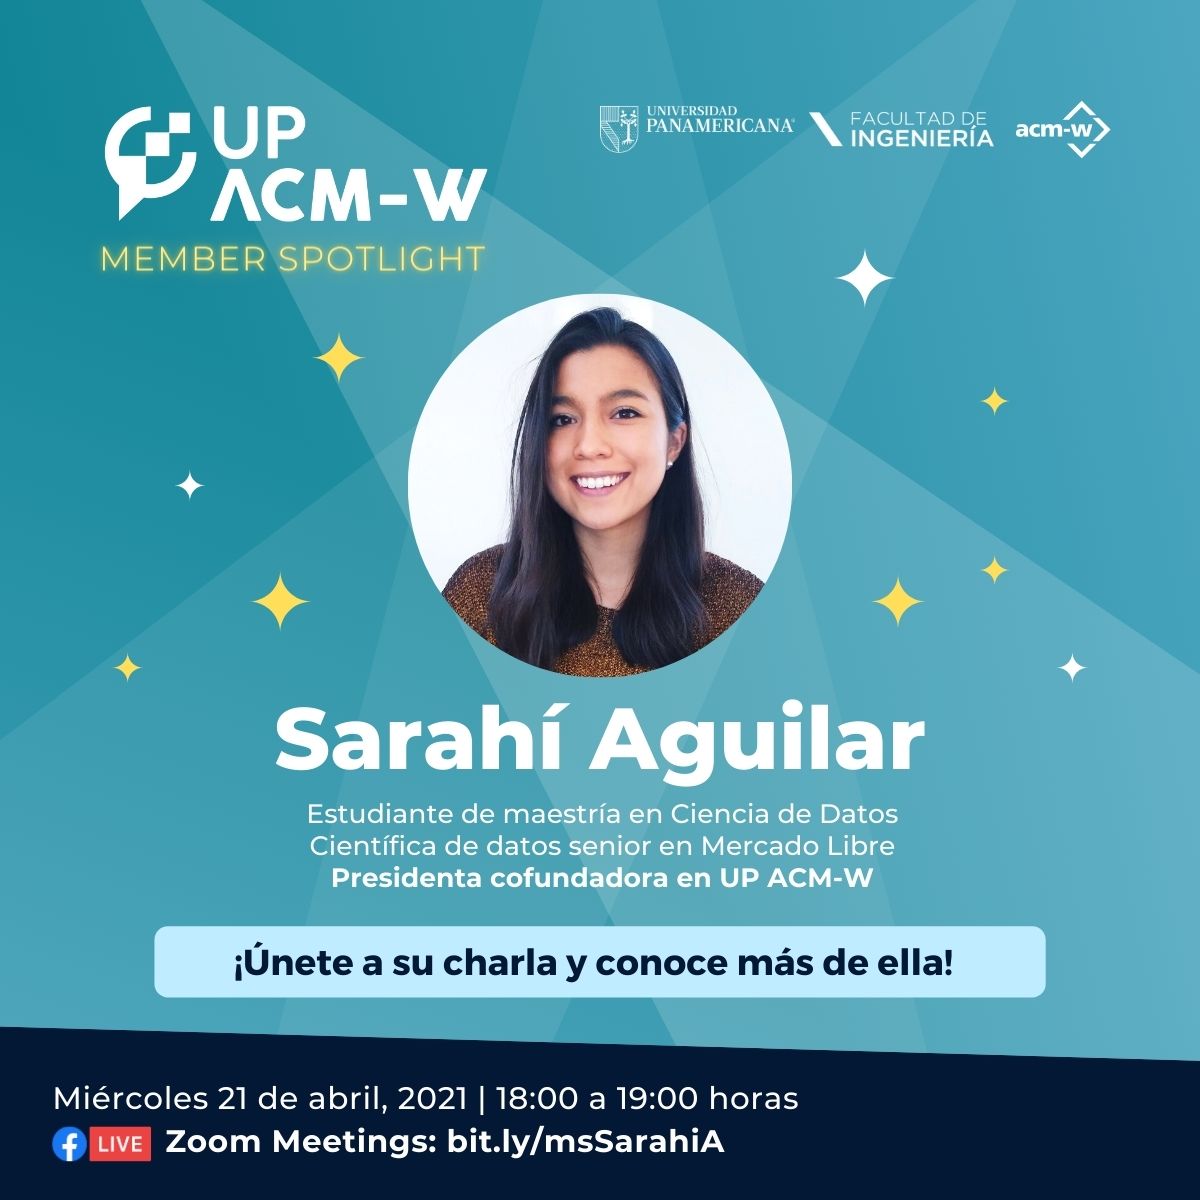 UP
ACM-W
MEMBER SPOTLIGHT
UNIVERSIDAD
PANAMERICANA®
FACULTAD DE
INGENIERÍA
acm-w
Sarahí Aguilar
Estudiante de maestría en Ciencia de Datos
Científica de datos senior en Mercado Libre
Presidenta cofundadora en UP ACM-W
¡Únete a su charla y conoce más de ella!
Miércoles 21 de abril, 2021 | 18:00 a 19:00 horas
f LIVE Zoom Meetings: bit.ly/msSarahiA